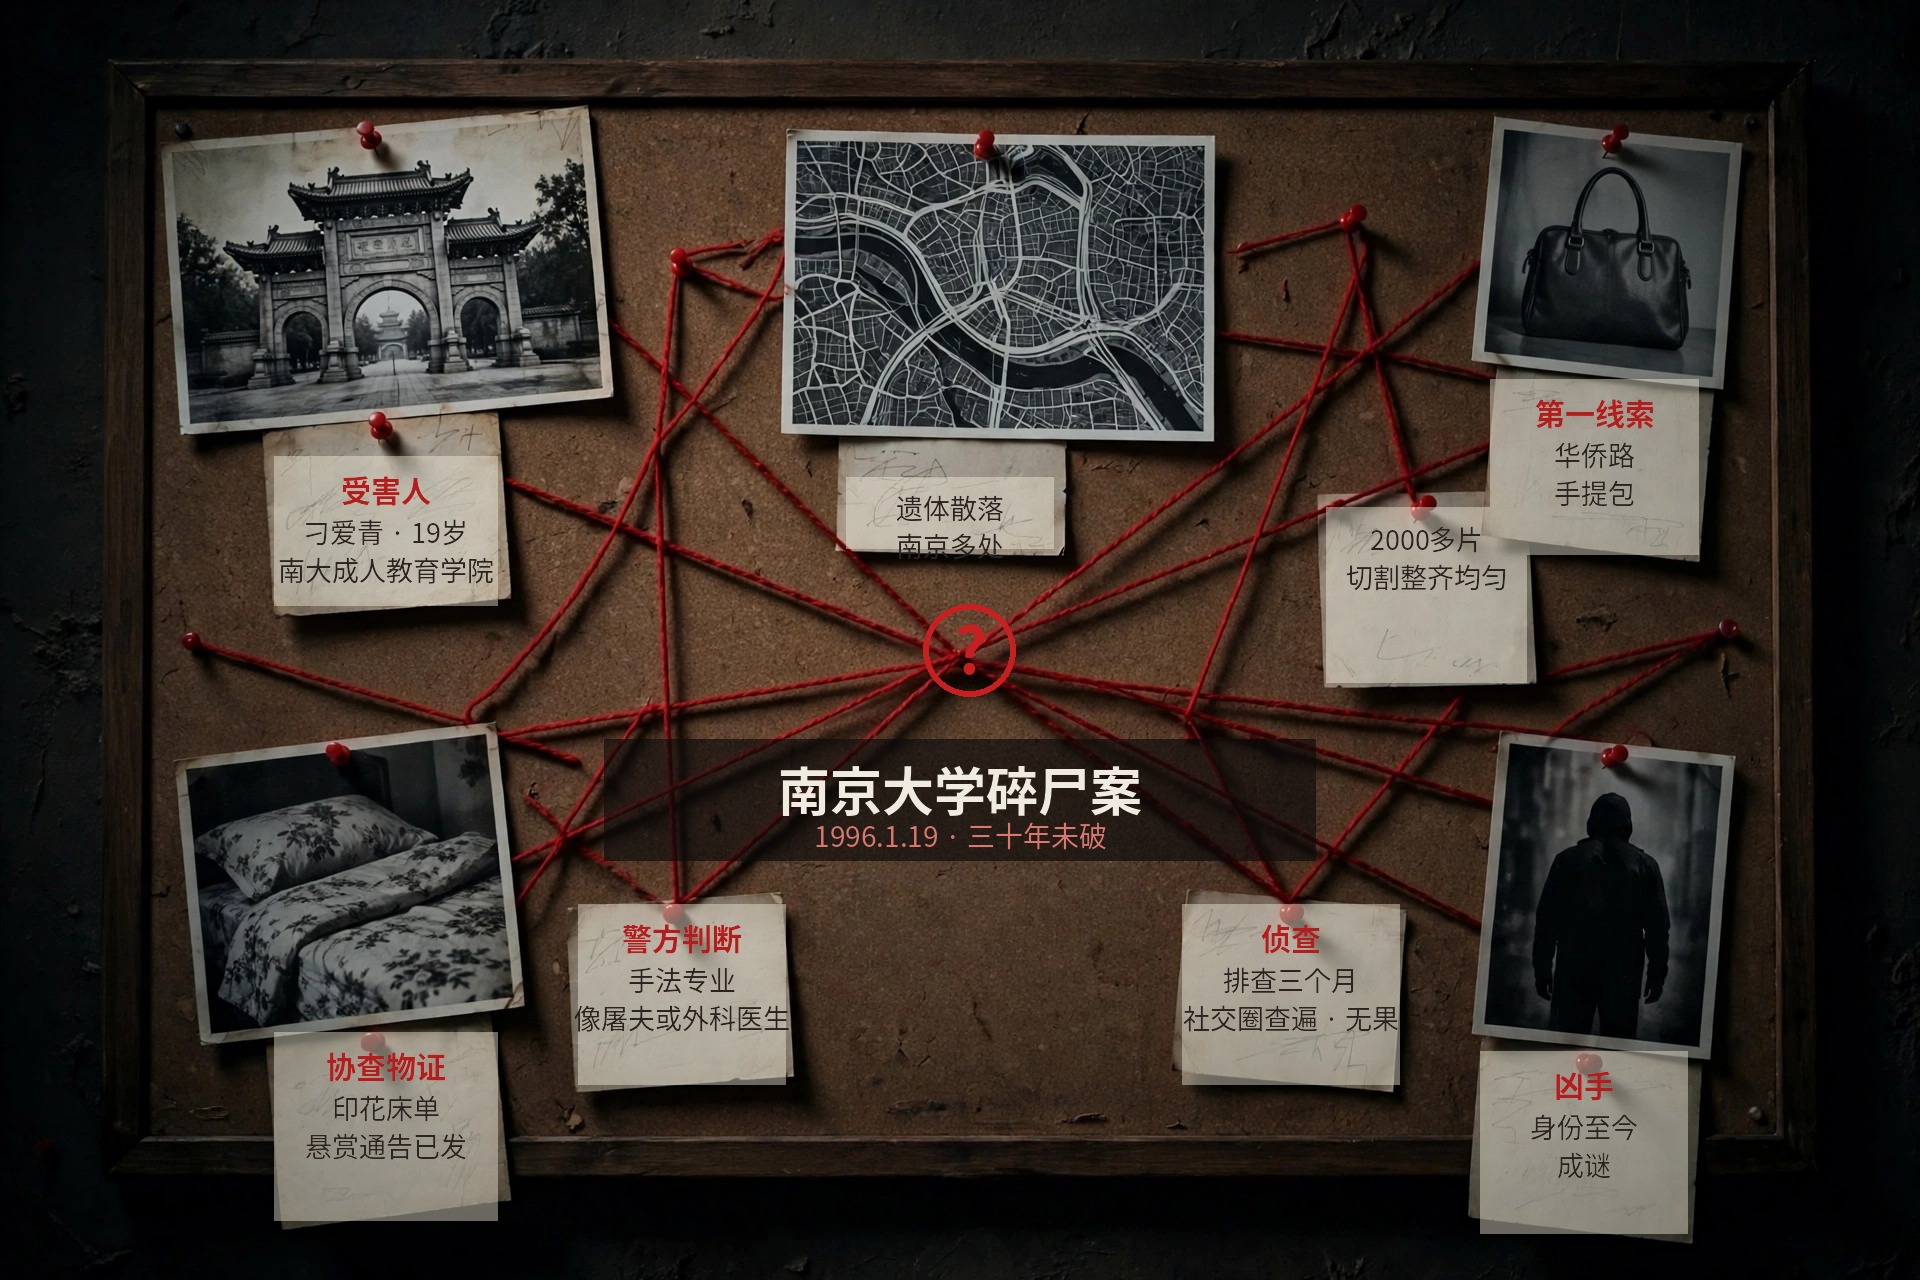 受害人
刁爱青 · 19岁
南大成人教育学院
遗体散落
南京多处
第一线索
华侨路
手提包
2000多片
切割整齐均匀
?
南京大学碎尸案
1996.1.19 · 三十年未破
协查物证
印花床单
悬赏通告已发
警方判断
手法专业
像屠夫或外科医生
侦查
排查三个月
社交圈查遍 · 无果
凶手
身份至今
成谜